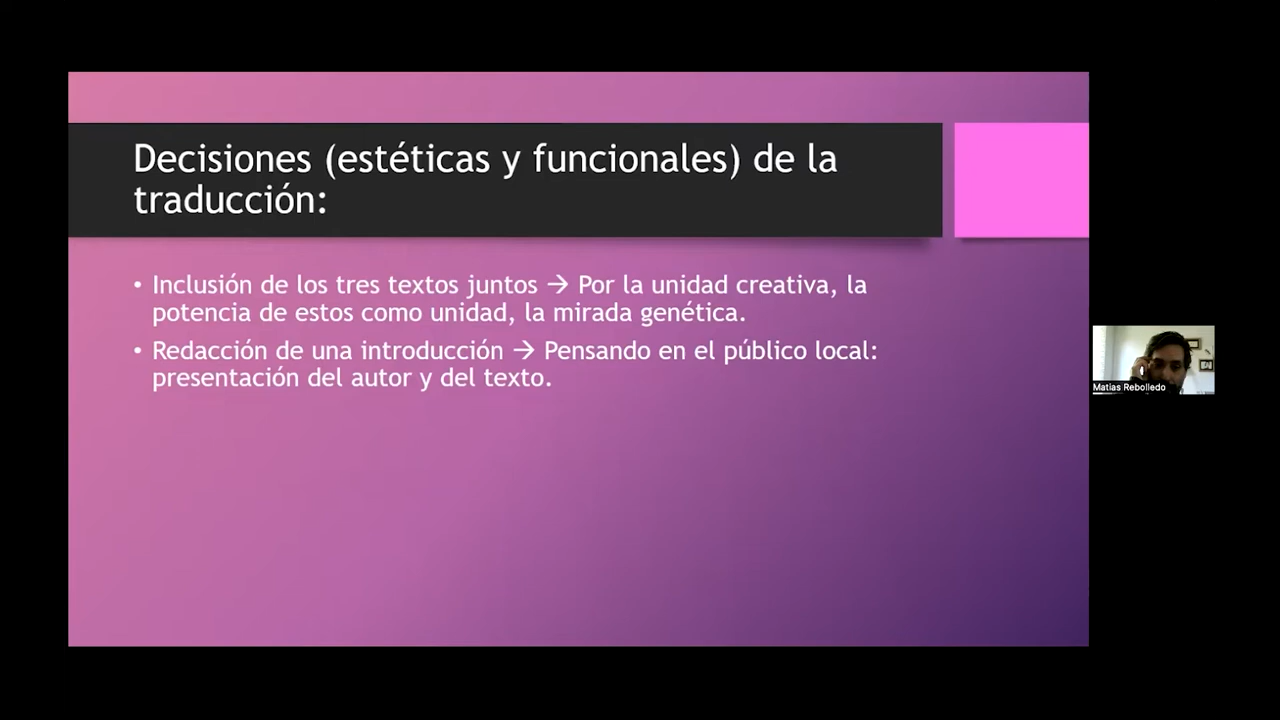 Decisiones (estéticas y funcionales) de la
traducción:
• Inclusión de los tres textos juntos → Por la unidad creativa, la
potencia de estos como unidad, la mirada genética.
• Redacción de una introducción → Pensando en el público local:
presentación del autor y del texto.
Matias Rebolledo